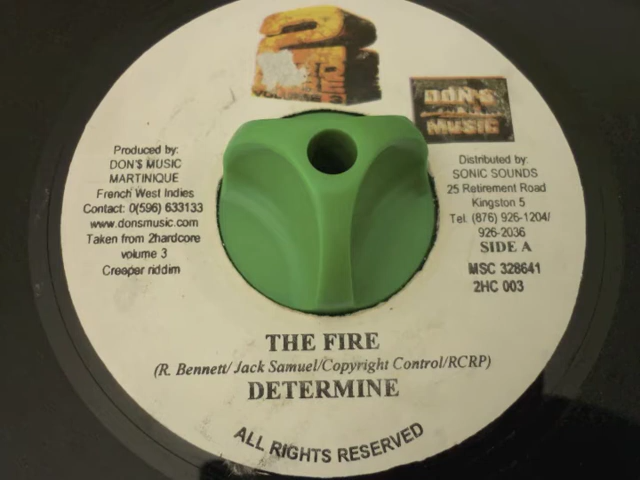 2
DON'S
MUSIC
Produced by:
DON'S MUSIC
MARTINIQUE
French West Indies
Contact: 0(596) 633133
www.donsmusic.com
Taken from 2hardcore
volume 3
Creeper riddim
Distributed by:
SONIC SOUNDS
25 Retirement Road
Kingston 5
Tel. (876) 926-1204/
926-2036
SIDE A
MSC 328641
2HC 003
THE FIRE
(R. Bennett/ Jack Samuel/Copyright Control/RCRP)
DETERMINE
ALL RIGHTS RESERVED